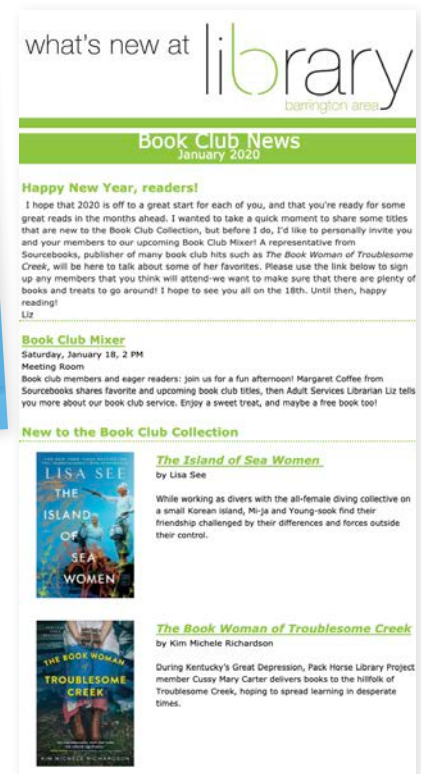 what's new at library
barrington area
Book Club News
January 2020
Happy New Year, readers!
I hope that 2020 is off to a great start for each of you, and that you're ready for some
great reads in the months ahead. I wanted to take a quick moment to share some titles
that are new to the Book Club Collection, but before I do, I'd like to personally invite you
and your members to our upcoming Book Club Mixer! A representative from
Sourcebooks, publisher of many book club hits such as The Book Woman of Troublesome
Creek, will be here to talk about some of her favorites. Please use the link below to sign
up any members that you think will attend-we want to make sure that there are plenty of
books and treats to go around! I hope to see you all on the 18th. Until then, happy
reading!
Liz
Book Club Mixer
Saturday, January 18, 2 PM
Meeting Room
Book club members and eager readers: join us for a fun afternoon! Margaret Coffee from
Sourcebooks shares favorite and upcoming book club titles, then Adult Services Librarian Liz tells
you more about our book club service. Enjoy a sweet treat, and maybe a free book too!
New to the Book Club Collection
LISA SEE
THE
ISLAND
OF
SEA
WOMEN
The Island of Sea Women
by Lisa See
While working as divers with the all-female diving collective on
a small Korean island, Mi-ja and Young-sook find their
friendship challenged by their differences and forces outside
their control.
THE BOOK WOMAN
of
TROUBLESOME
CREEK
KIM MICHELE RICHARDSON
The Book Woman of Troublesome Creek
by Kim Michele Richardson
During Kentucky's Great Depression, Pack Horse Library Project
member Cussy Mary Carter delivers books to the hillfolk of
Troublesome Creek, hoping to spread learning in desperate
times.